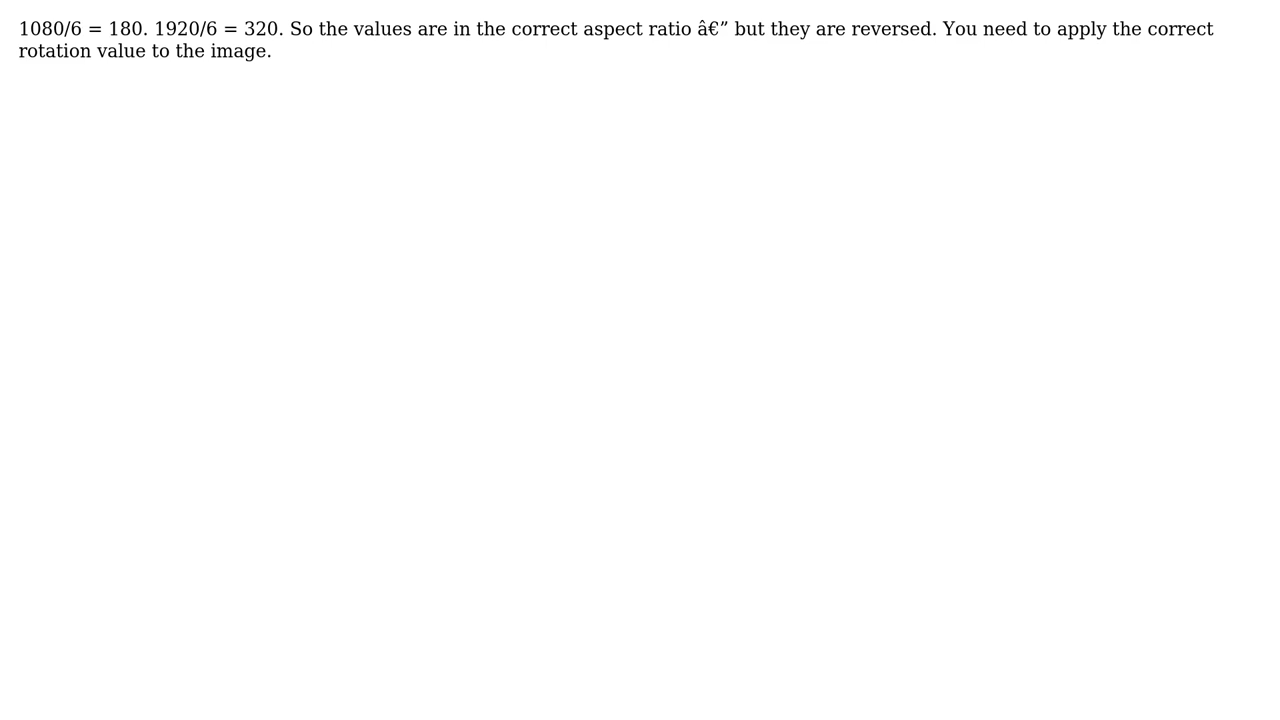 1080/6 = 180. 1920/6 = 320. So the values are in the correct aspect ratio â€” but they are reversed. You need to apply the correct
rotation value to the image.